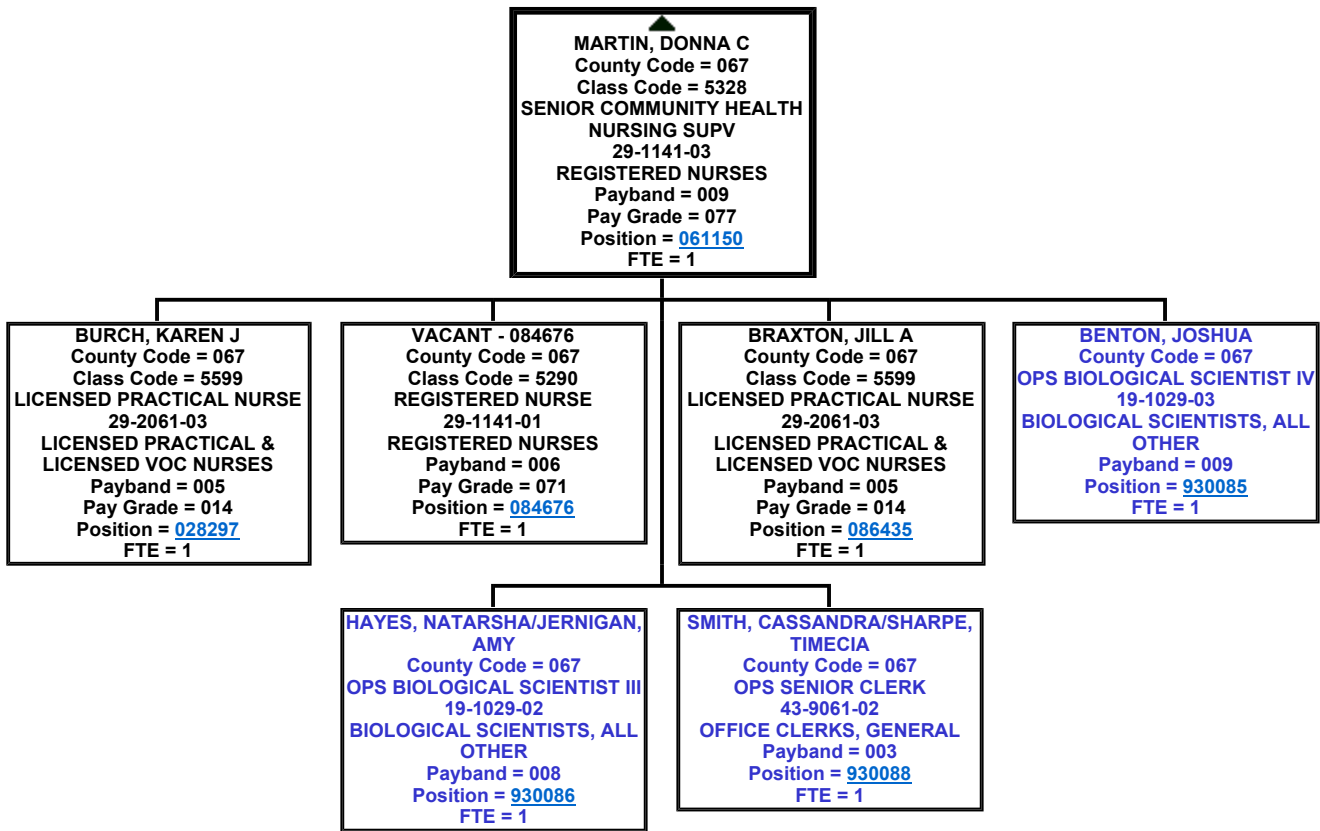 MARTIN, DONNA C
County Code = 067
Class Code = 5328
SENIOR COMMUNITY HEALTH
NURSING SUPV
29-1141-03
REGISTERED NURSES
Payband = 009
Pay Grade = 077
Position = 061150
FTE = 1
BURCH, KAREN J
County Code = 067
Class Code = 5599
LICENSED PRACTICAL NURSE
29-2061-03
LICENSED PRACTICAL &
LICENSED VOC NURSES
Payband = 005
Pay Grade = 014
Position = 028297
FTE = 1
VACANT - 084676
County Code = 067
Class Code = 5290
REGISTERED NURSE
29-1141-01
REGISTERED NURSES
Payband = 006
Pay Grade = 071
Position = 084676
FTE = 1
BRAXTON, JILL A
County Code = 067
Class Code = 5599
LICENSED PRACTICAL NURSE
29-2061-03
LICENSED PRACTICAL &
LICENSED VOC NURSES
Payband = 005
Pay Grade = 014
Position = 086435
FTE = 1
BENTON, JOSHUA
County Code = 067
OPS BIOLOGICAL SCIENTIST IV
19-1029-03
BIOLOGICAL SCIENTISTS, ALL
OTHER
Payband = 009
Position = 930085
FTE = 1
HAYES, NATARSHA/JERNIGAN,
AMY
County Code = 067
OPS BIOLOGICAL SCIENTIST III
19-1029-02
BIOLOGICAL SCIENTISTS, ALL
OTHER
Payband = 008
Position = 930086
FTE = 1
SMITH, CASSANDRA/SHARPE,
TIMECIA
County Code = 067
OPS SENIOR CLERK
43-9061-02
OFFICE CLERKS, GENERAL
Payband = 003
Position = 930088
FTE = 1